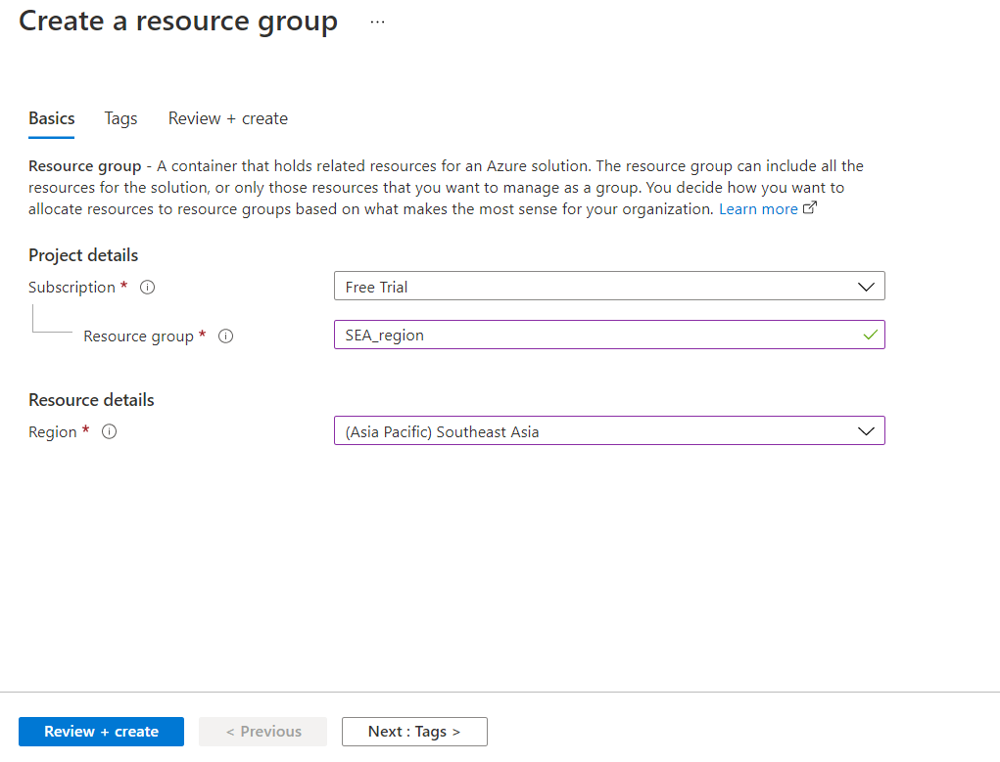 Create a resource group ...
Basics Tags Review + create
Resource group - A container that holds related resources for an Azure solution. The resource group can include all the
resources for the solution, or only those resources that you want to manage as a group. You decide how you want to
allocate resources to resource groups based on what makes the most sense for your organization. Learn more
Project details
Subscription * Free Trial
Resource group * SEA_region
Resource details
Region * (Asia Pacific) Southeast Asia
Review + create < Previous Next : Tags >